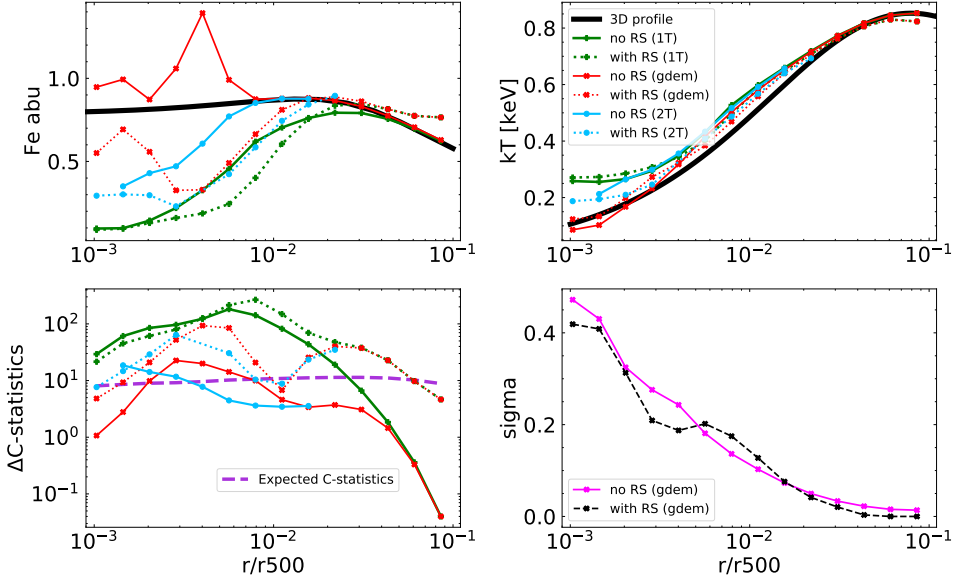 Fe abu
1.0
0.5
10⁻³
10⁻²
10⁻¹
kT [keV]
0.8
0.6
0.4
0.2
3D profile
no RS (1T)
with RS (1T)
no RS (gdem)
with RS (gdem)
no RS (2T)
with RS (2T)
10⁻³
10⁻²
10⁻¹
ΔC-statistics
10²
10¹
10⁰
10⁻¹
Expected C-statistics
10⁻³
10⁻²
10⁻¹
r/r500
sigma
0.4
0.2
0.0
no RS (gdem)
with RS (gdem)
10⁻³
10⁻²
10⁻¹
r/r500